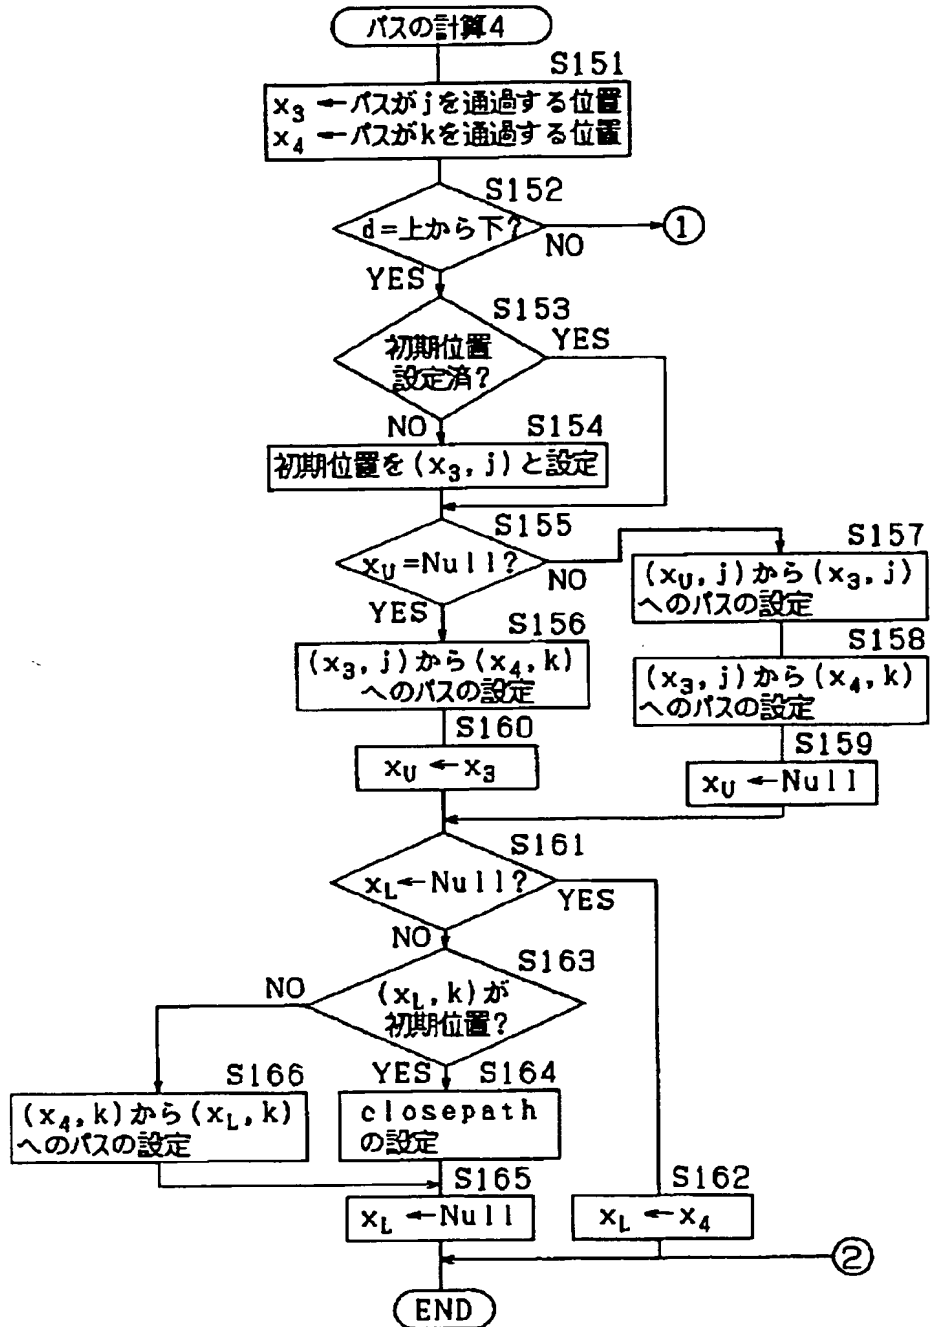 パスの計算4
S151
x3 ←パスがjを通過する位置
x4 ←パスがkを通過する位置
S152
d=上から下?
NO
①
YES
S153
初期位置
設定済?
YES
NO
S154
初期位置を(x3, j)と設定
S155
xU=Null?
NO
YES
S157
(xU, j)から(x3, j)
へのパスの設定
S156
(x3, j)から(x4, k)
へのパスの設定
S158
(x3, j)から(x4, k)
へのパスの設定
S160
xU ←x3
S159
xU ←Null
S161
xL←Null?
YES
NO
S163
(xL, k)が
初期位置?
NO
YES
S166
(x4, k)から(xL, k)
へのパスの設定
S164
closepath
の設定
S165
xL ←Null
S162
xL ←x4
②
END